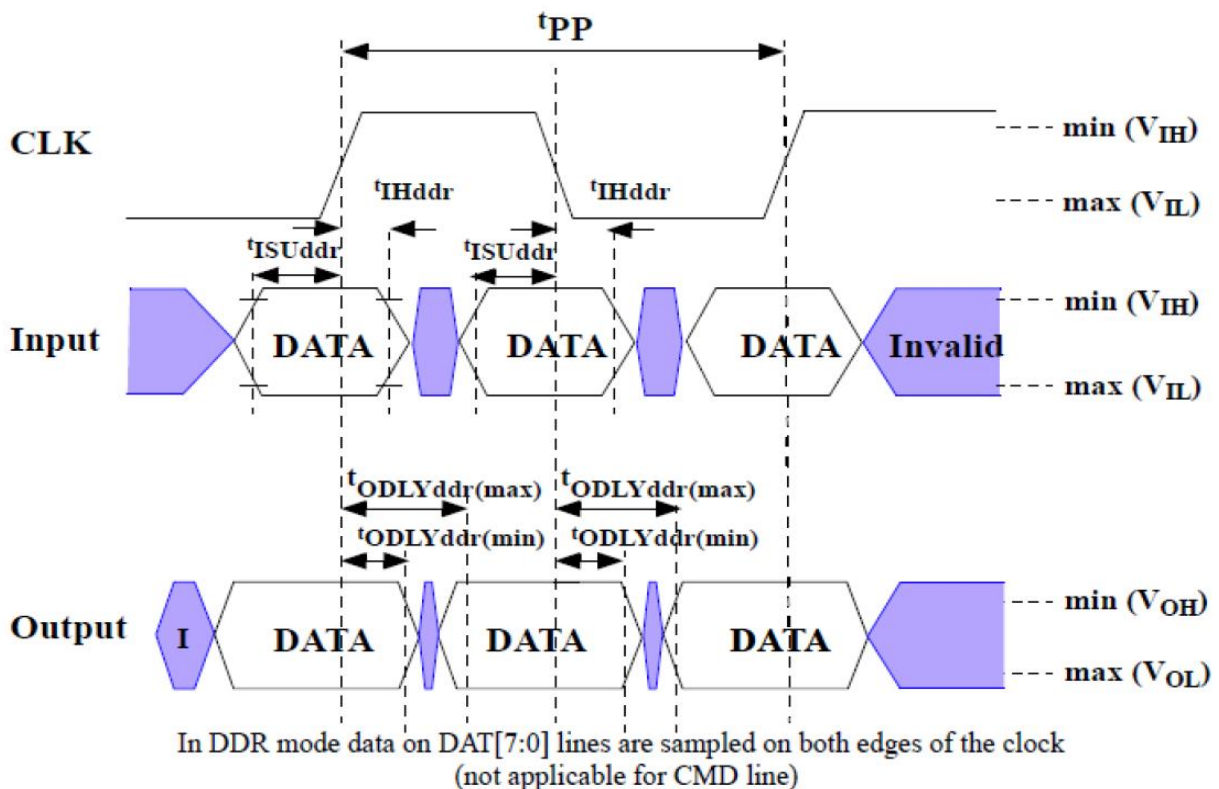 tPP
CLK
min (VIH)
max (VIL)
tIHddr
tIHddr
tISUddr
tISUddr
Input
DATA
DATA
DATA
Invalid
min (VIH)
max (VIL)
tODLYddr(max)
tODLYddr(max)
tODLYddr(min)
tODLYddr(min)
Output
I
DATA
DATA
DATA
min (VOH)
max (VOL)
In DDR mode data on DAT[7:0] lines are sampled on both edges of the clock
(not applicable for CMD line)